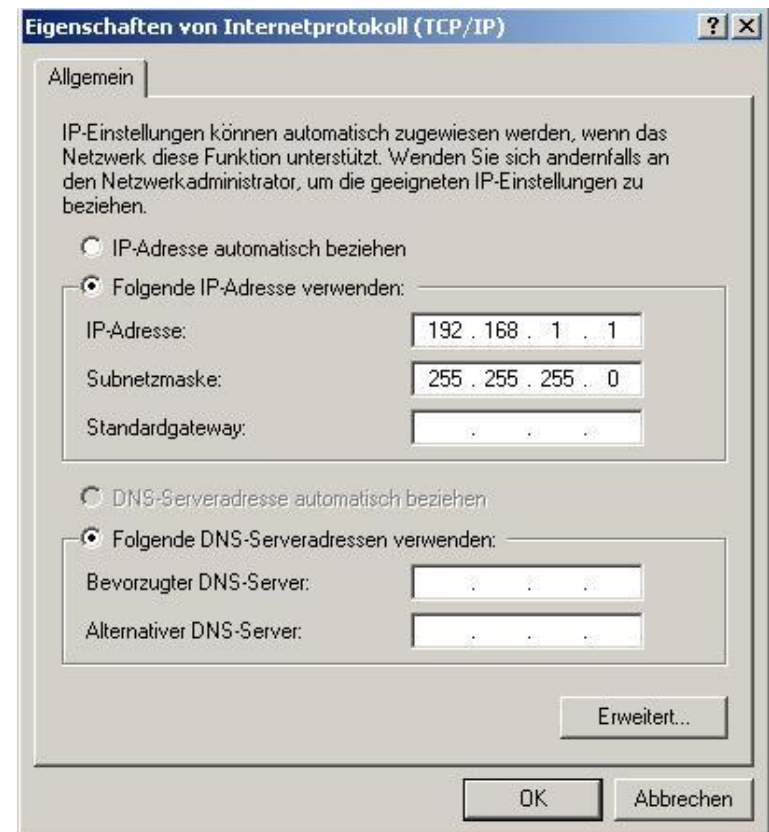 Eigenschaften von Internetprotokoll (TCP/IP)
Allgemein
IP-Einstellungen können automatisch zugewiesen werden, wenn das
Netzwerk diese Funktion unterstützt. Wenden Sie sich andernfalls an
den Netzwerkadministrator, um die geeigneten IP-Einstellungen zu
beziehen.
IP-Adresse automatisch beziehen
Folgende IP-Adresse verwenden:
IP-Adresse: 192 . 168 . 1 . 1
Subnetzmaske: 255 . 255 . 255 . 0
Standardgateway: . . .
DNS-Serveradresse automatisch beziehen
Folgende DNS-Serveradressen verwenden:
Bevorzugter DNS-Server: . . .
Alternativer DNS-Server: . . .
Erweitert...
OK Abbrechen